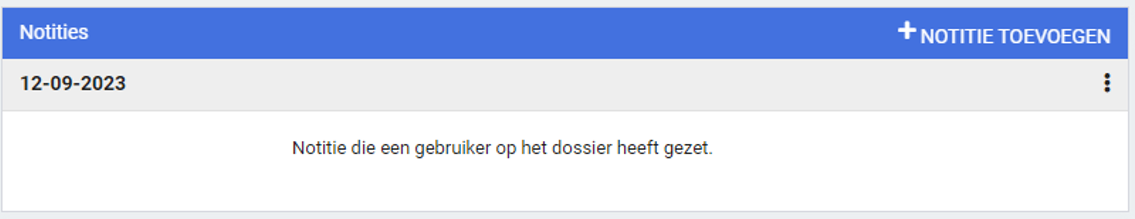 Notities
NOTITIE TOEVOEGEN
12-09-2023
Notitie die een gebruiker op het dossier heeft gezet.